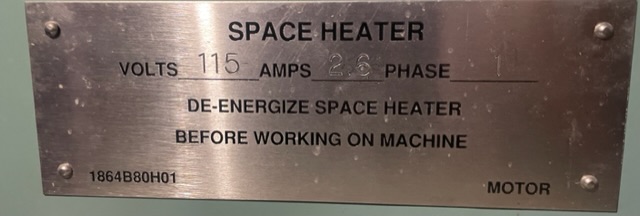 SPACE HEATER
VOLTS 115 AMPS 2.6 PHASE 1
DE-ENERGIZE SPACE HEATER
BEFORE WORKING ON MACHINE
1864B80H01 MOTOR